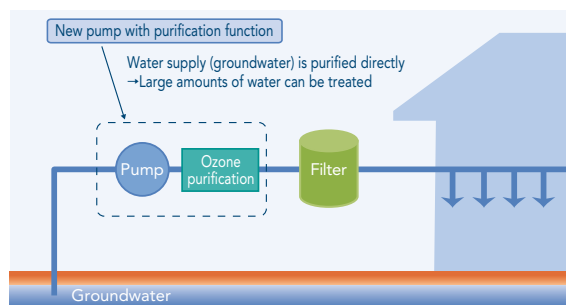 New pump with purification function
Water supply (groundwater) is purified directly
→Large amounts of water can be treated
Pump
Ozone
purification
Filter
Groundwater